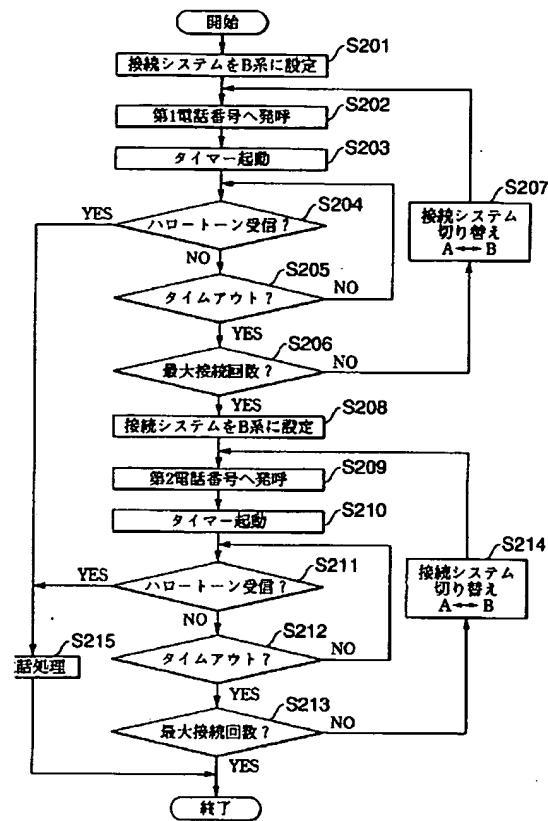 開始
S201
接続システムをB系に設定
S202
第1電話番号へ発呼
S203
タイマー起動
S204
YES
ハロートーン受信？
NO
S205
タイムアウト？
NO
YES
S206
最大接続回数？
NO
YES
S207
接続システム
切り替え
A↔B
S208
接続システムをB系に設定
S209
第2電話番号へ発呼
S210
タイマー起動
S211
YES
ハロートーン受信？
NO
S212
タイムアウト？
NO
YES
S213
最大接続回数？
NO
YES
S214
接続システム
切り替え
A↔B
S215
話処理
終了